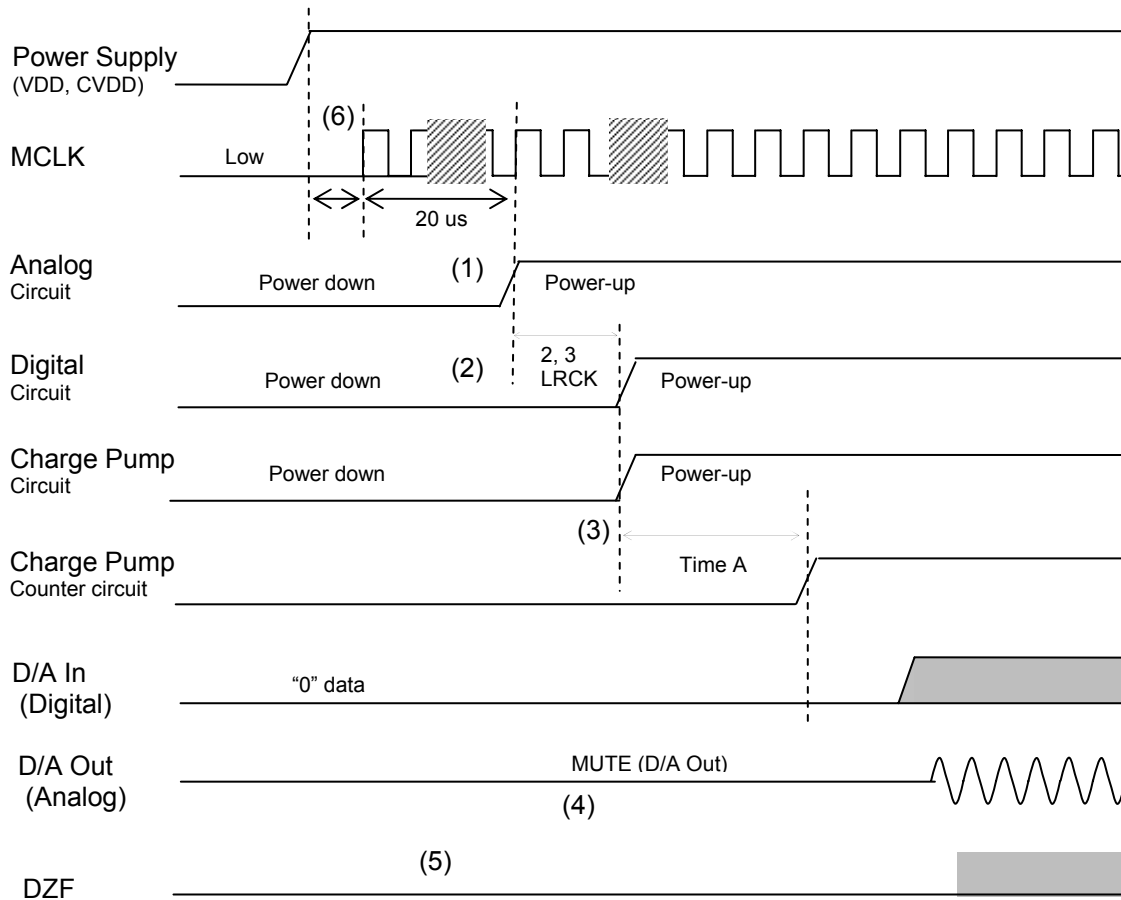 Power Supply
(VDD, CVDD)
(6)
MCLK
Low
20 us
Analog
Circuit
Power down
(1)
Power-up
Digital
Circuit
Power down
(2)
2, 3
LRCK
Power-up
Charge Pump
Circuit
Power down
Power-up
(3)
Charge Pump
Counter circuit
Time A
D/A In
(Digital)
“0” data
D/A Out
(Analog)
MUTE (D/A Out)
(4)
(5)
DZF